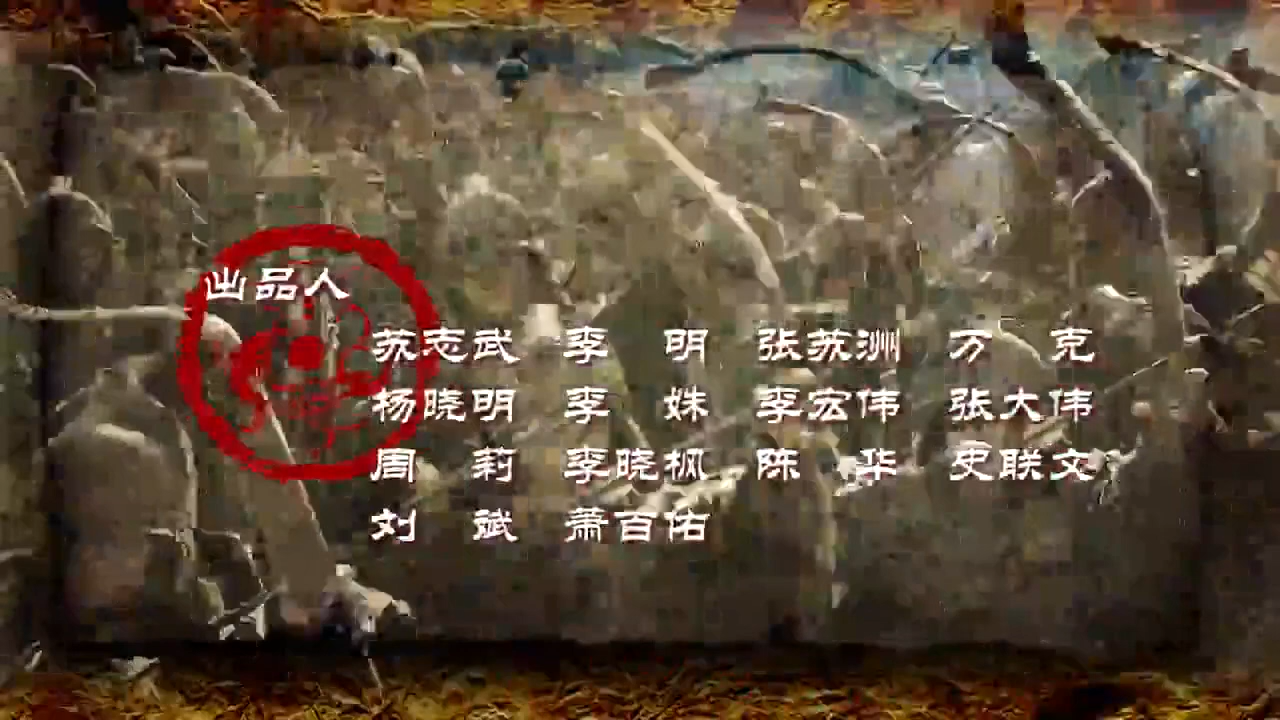 出品人
苏志武 李明 张苏洲 万克
杨晓明 李姝 李宏伟 张大伟
周莉 李晓枫 陈华 史联文
刘斌 萧百佑